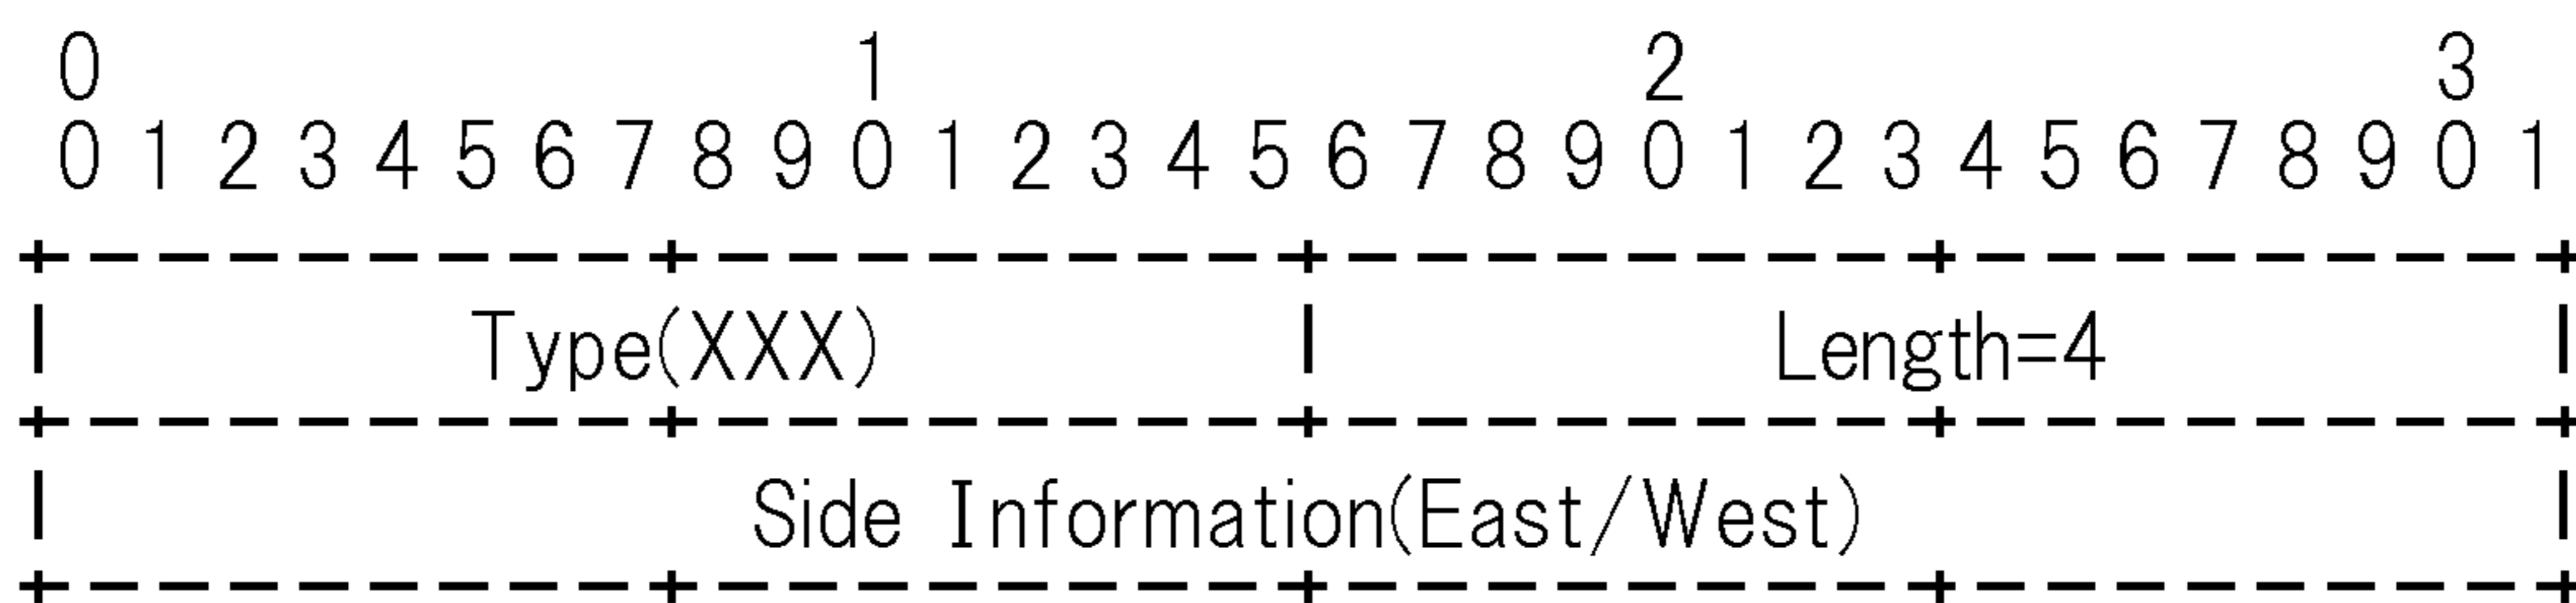 0 1 2 3
0 1 2 3 4 5 6 7 8 9 0 1 2 3 4 5 6 7 8 9 0 1 2 3 4 5 6 7 8 9 0 1
Type(XXX) Length=4
Side Information(East/West)